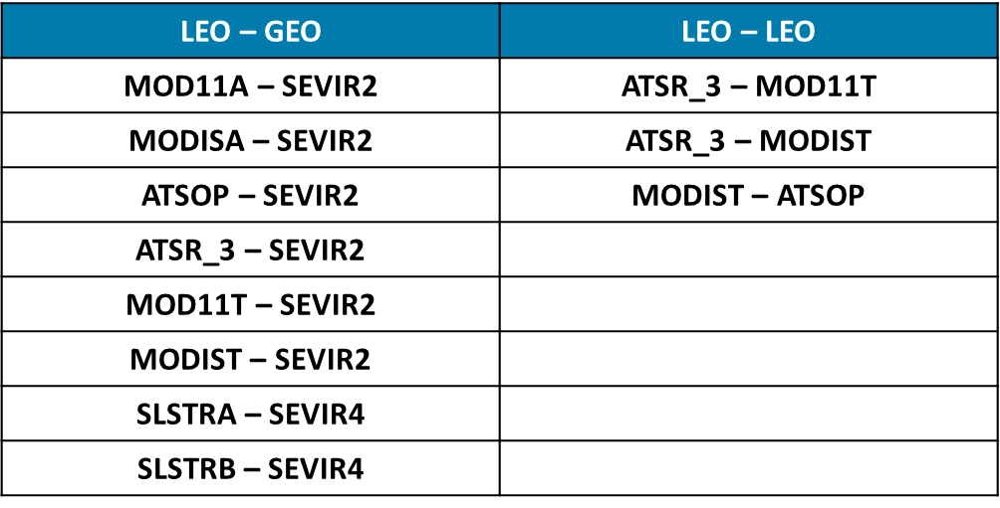 LEO – GEO LEO – LEO
MOD11A – SEVIR2 ATSR_3 – MOD11T
MODISA – SEVIR2 ATSR_3 – MODIST
ATSOP – SEVIR2 MODIST – ATSOP
ATSR_3 – SEVIR2
MOD11T – SEVIR2
MODIST – SEVIR2
SLSTRA – SEVIR4
SLSTRB – SEVIR4